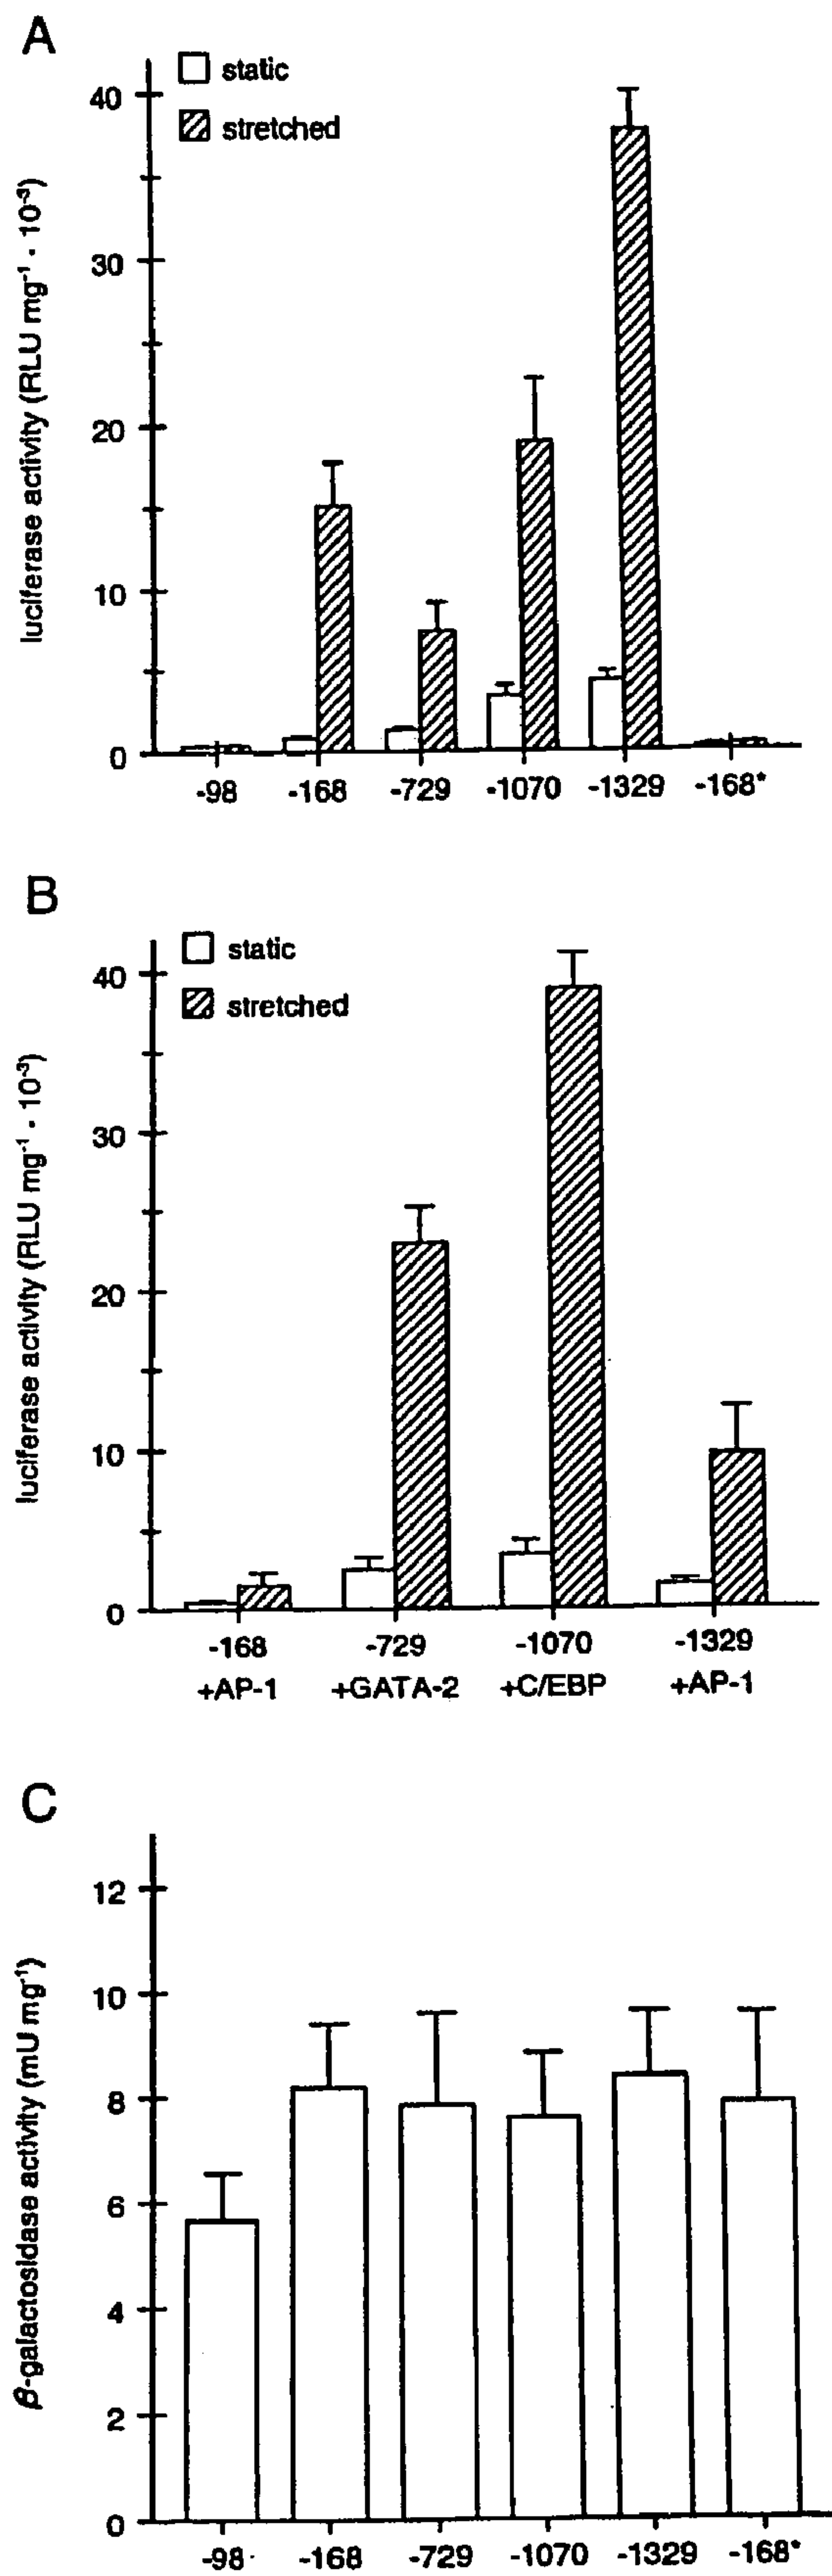 A
static
stretched
luciferase activity (RLU mg⁻¹ · 10⁻³)
40
30
20
10
0
-98 -168 -729 -1070 -1329 -168*
B
static
stretched
luciferase activity (RLU mg⁻¹ · 10⁻³)
40
30
20
10
0
-168 -729 -1070 -1329
+AP-1 +GATA-2 +C/EBP +AP-1
C
β-galactosidase activity (mU mg⁻¹)
12
10
8
6
4
2
0
-98 -168 -729 -1070 -1329 -168*